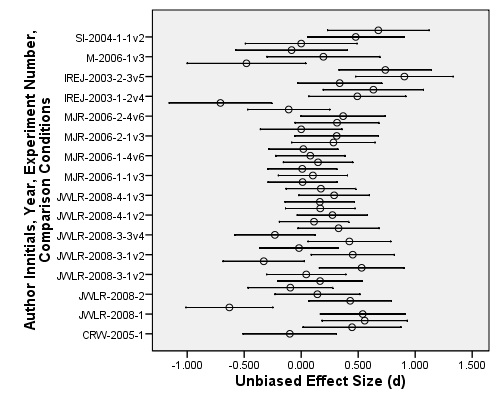 Author Innitials, Year, Experiment Number,
Comparison Conditions
SI-2004-1-1v2
M-2006-1v3
IREJ-2003-2-3v5
IREJ-2003-1-2v4
MJR-2006-2-4v6
MJR-2006-2-1v3
MJR-2006-1-4v6
MJR-2006-1-1v3
JWLR-2008-4-1v3
JWLR-2008-4-1v2
JWLR-2008-3-3v4
JWLR-2008-3-1v2
JWLR-2008-3-1v2
JWLR-2008-2
JWLR-2008-1
CRW-2005-1
-1.000 -0.500 0.000 0.500 1.000 1.500
Unbiased Effect Size (d)